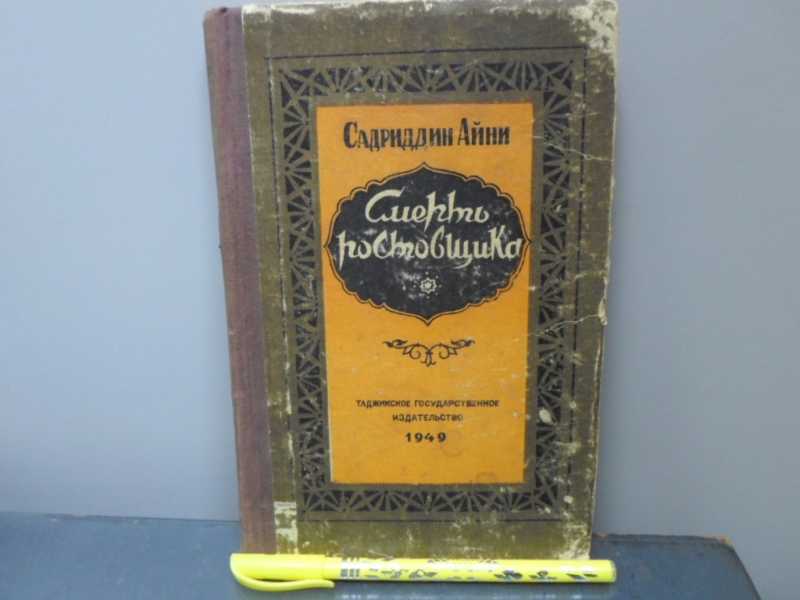 Садриддин Айни
Смерть
ростовщика
ТАДЖИКСКОЕ ГОСУДАРСТВЕННОЕ
ИЗДАТЕЛЬСТВО
1949